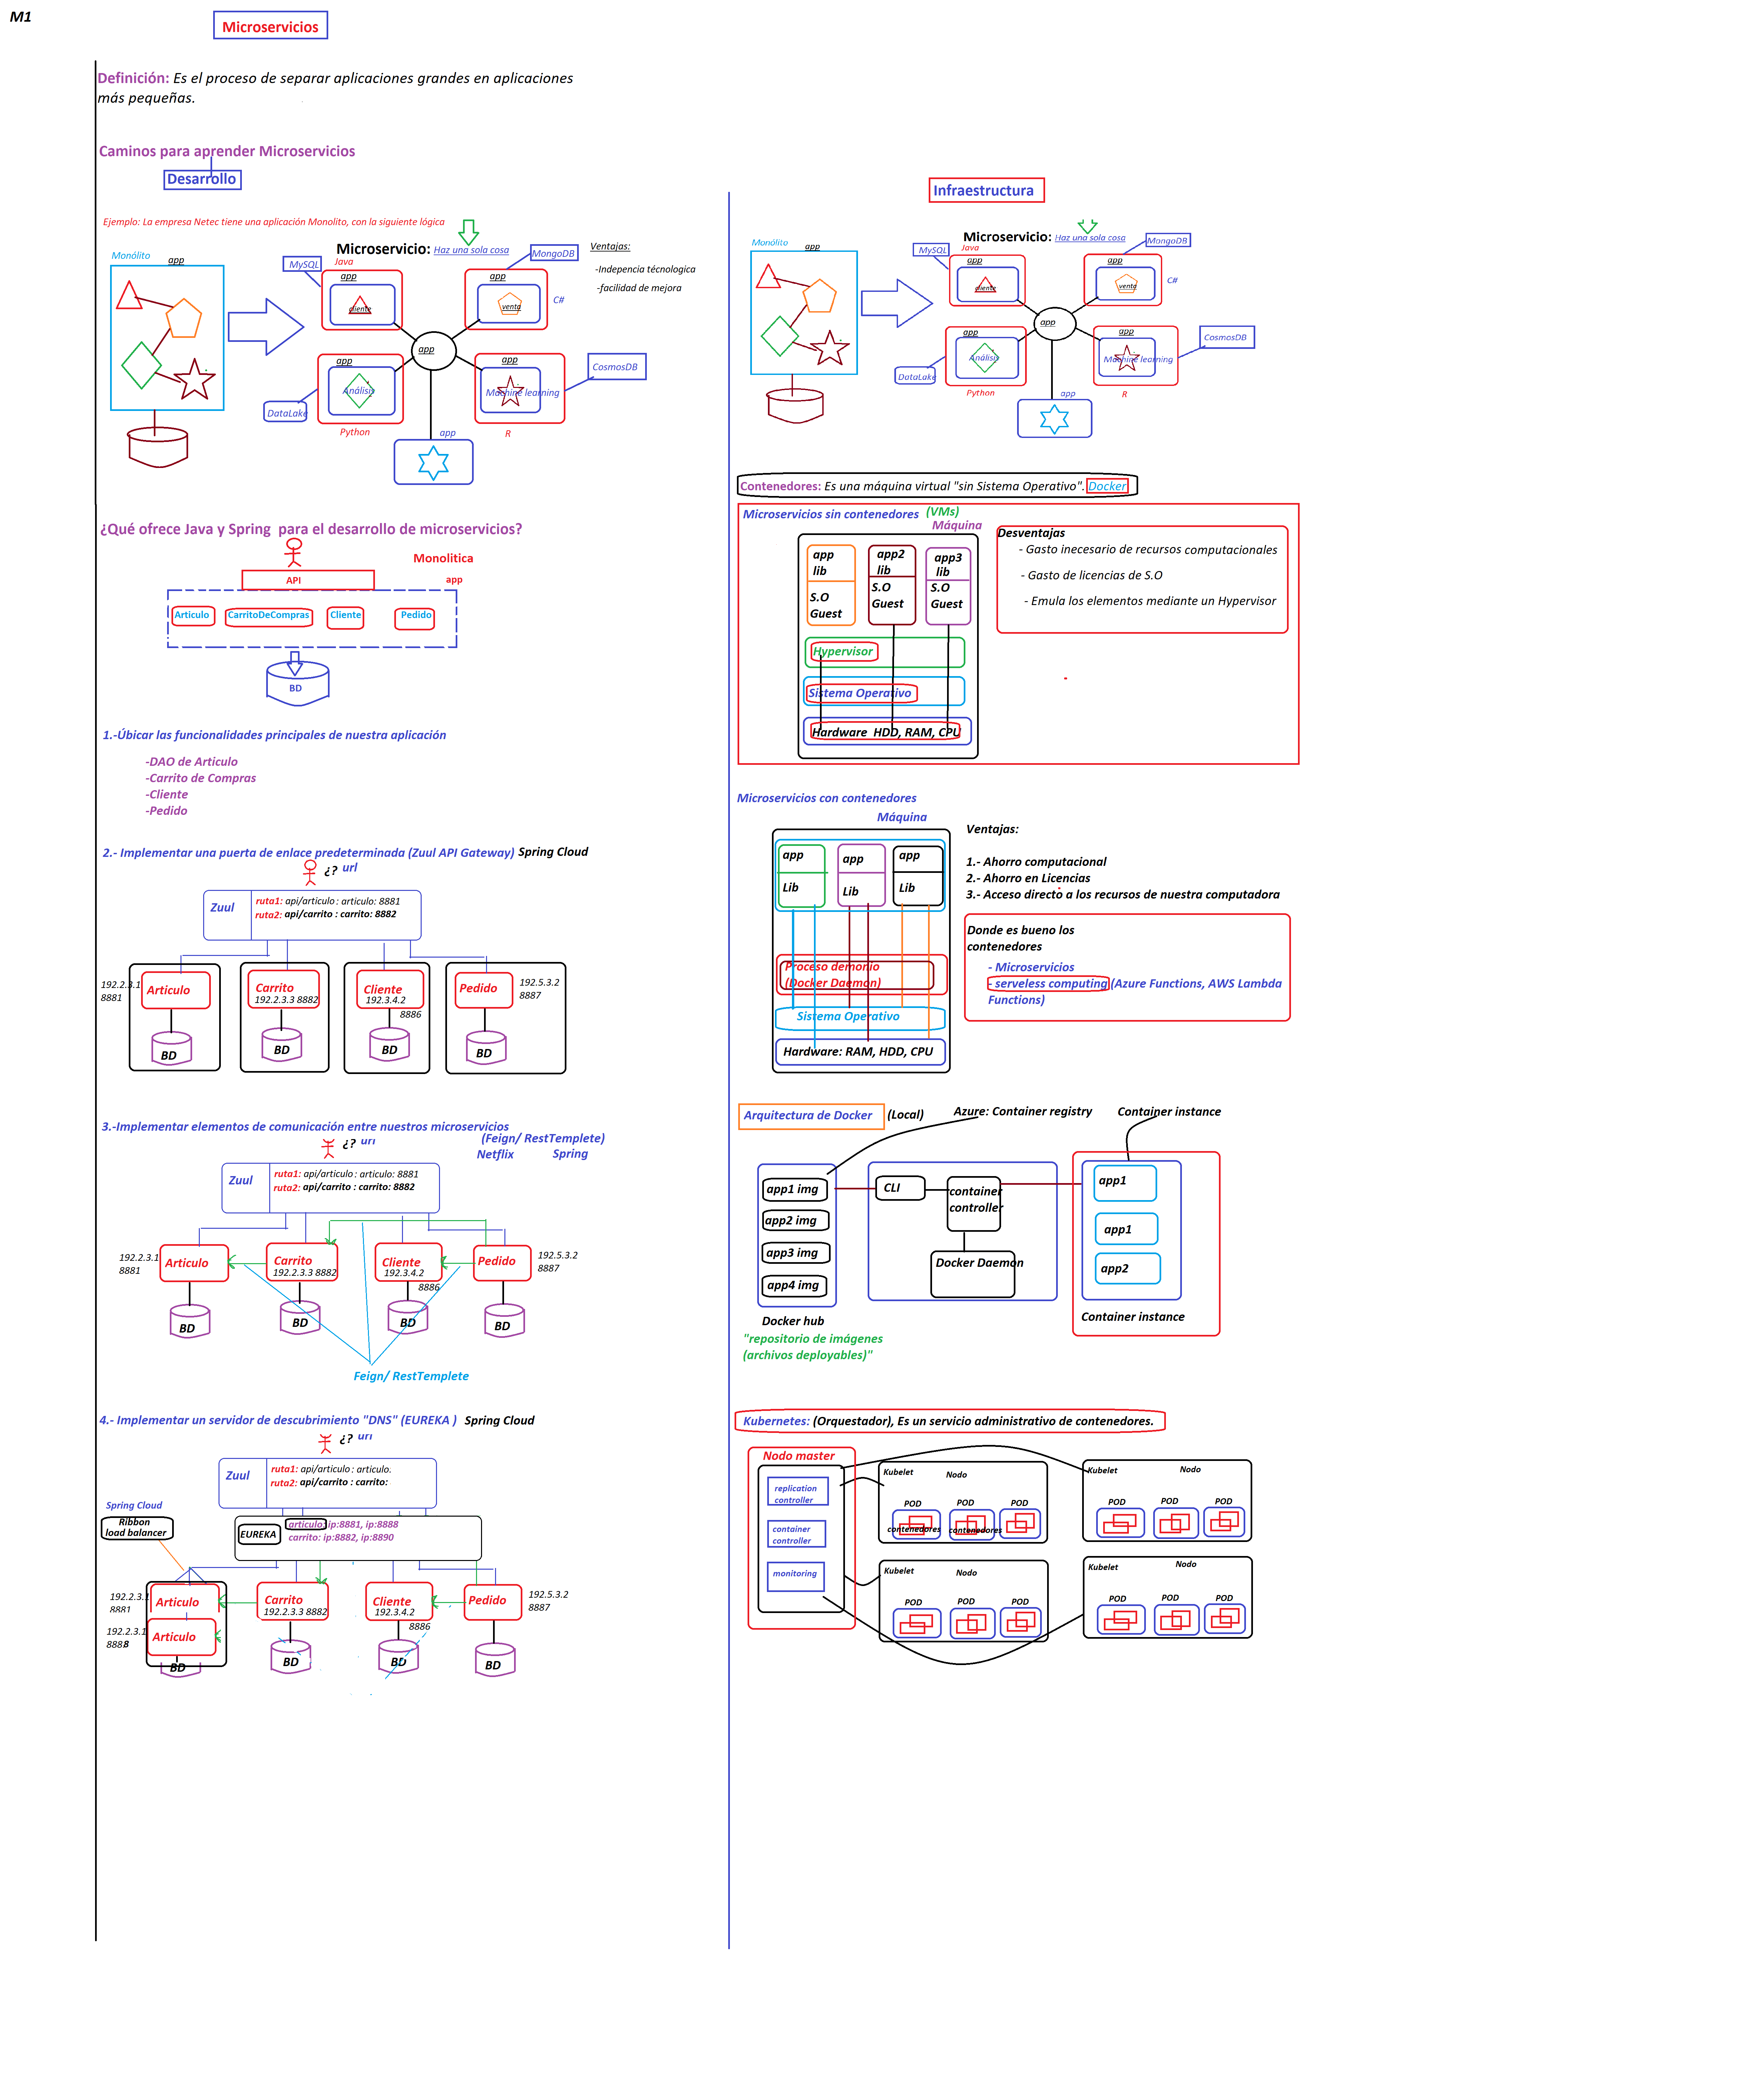 M1
Microservicios
Definición: Es el proceso de separar aplicaciones grandes en aplicaciones
más pequeñas.
Caminos para aprender Microservicios
Desarrollo
Ejemplo: La empresa Netec tiene una aplicación Monolito, con la siguiente lógica
Microservicio: Haz una sola cosa
Monólito
app
MySQL
Java
app
cliente
app
venta
MongoDB
C#
Ventajas:
-Indepencia técnologica
-facilidad de mejora
app
app
Análisis
DataLake
Python
app
Machine learning
CosmosDB
R
app
¿Qué ofrece Java y Spring para el desarrollo de microservicios?
Monolitica
API
app
Articulo
CarritoDeCompras
Cliente
Pedido
BD
1.-Úbicar las funcionalidades principales de nuestra aplicación
-DAO de Articulo
-Carrito de Compras
-Cliente
-Pedido
2.- Implementar una puerta de enlace predeterminada (Zuul API Gateway) Spring Cloud
¿? url
Zuul
ruta1: api/articulo : articulo: 8881
ruta2: api/carrito : carrito: 8882
192.2.3.1
8881
Articulo
BD
Carrito
192.2.3.3 8882
BD
Cliente
192.3.4.2
8886
BD
Pedido
192.5.3.2
8887
BD
3.-Implementar elementos de comunicación entre nuestros microservicios
(Feign/ RestTemplete)
Netflix Spring
¿? url
Zuul
ruta1: api/articulo : articulo: 8881
ruta2: api/carrito : carrito: 8882
192.2.3.1
8881
Articulo
BD
Carrito
192.2.3.3 8882
BD
Cliente
192.3.4.2
8886
BD
Pedido
192.5.3.2
8887
BD
Feign/ RestTemplete
4.- Implementar un servidor de descubrimiento "DNS" (EUREKA ) Spring Cloud
¿? url
Zuul
ruta1: api/articulo : articulo:
ruta2: api/carrito : carrito:
Spring Cloud
Ribbon
load balancer
EUREKA
articulo: ip:8881, ip:8888
carrito: ip:8882, ip:8890
192.2.3.1
8881
Articulo
192.2.3.1
8888
Articulo
BD
Carrito
192.2.3.3 8882
BD
Cliente
192.3.4.2
8886
BD
Pedido
192.5.3.2
8887
BD
Infraestructura
Microservicio: Haz una sola cosa
Monólito
app
MySQL
Java
app
cliente
app
venta
MongoDB
C#
app
app
Análisis
DataLake
Python
app
Machine learning
CosmosDB
R
app
Contenedores: Es una máquina virtual "sin Sistema Operativo". Docker
Microservicios sin contenedores (VMs)
Máquina
app
lib
S.O
Guest
app2
lib
S.O
Guest
app3
lib
S.O
Guest
Hypervisor
Sistema Operativo
Hardware HDD, RAM, CPU
Desventajas
- Gasto inecesario de recursos computacionales
- Gasto de licencias de S.O
- Emula los elementos mediante un Hypervisor
Microservicios con contenedores
Máquina
app
Lib
app
Lib
app
Lib
Proceso demonio
(Docker Daemon)
Sistema Operativo
Hardware: RAM, HDD, CPU
Ventajas:
1.- Ahorro computacional
2.- Ahorro en Licencias
3.- Acceso directo a los recursos de nuestra computadora
Donde es bueno los
contenedores
- Microservicios
- serveless computing (Azure Functions, AWS Lambda
Functions)
Arquitectura de Docker (Local)
Azure: Container registry
Container instance
app1 img
app2 img
app3 img
app4 img
Docker hub
"repositorio de imágenes
(archivos deployables)"
CLI
container
controller
Docker Daemon
app1
app1
app2
Container instance
Kubernetes: (Orquestador), Es un servicio administrativo de contenedores.
Nodo master
replication
controller
container
controller
monitoring
Kubelet Nodo
POD POD POD
contenedores contenedores
Kubelet Nodo
POD POD POD
Kubelet Nodo
POD POD POD
Kubelet Nodo
POD POD POD